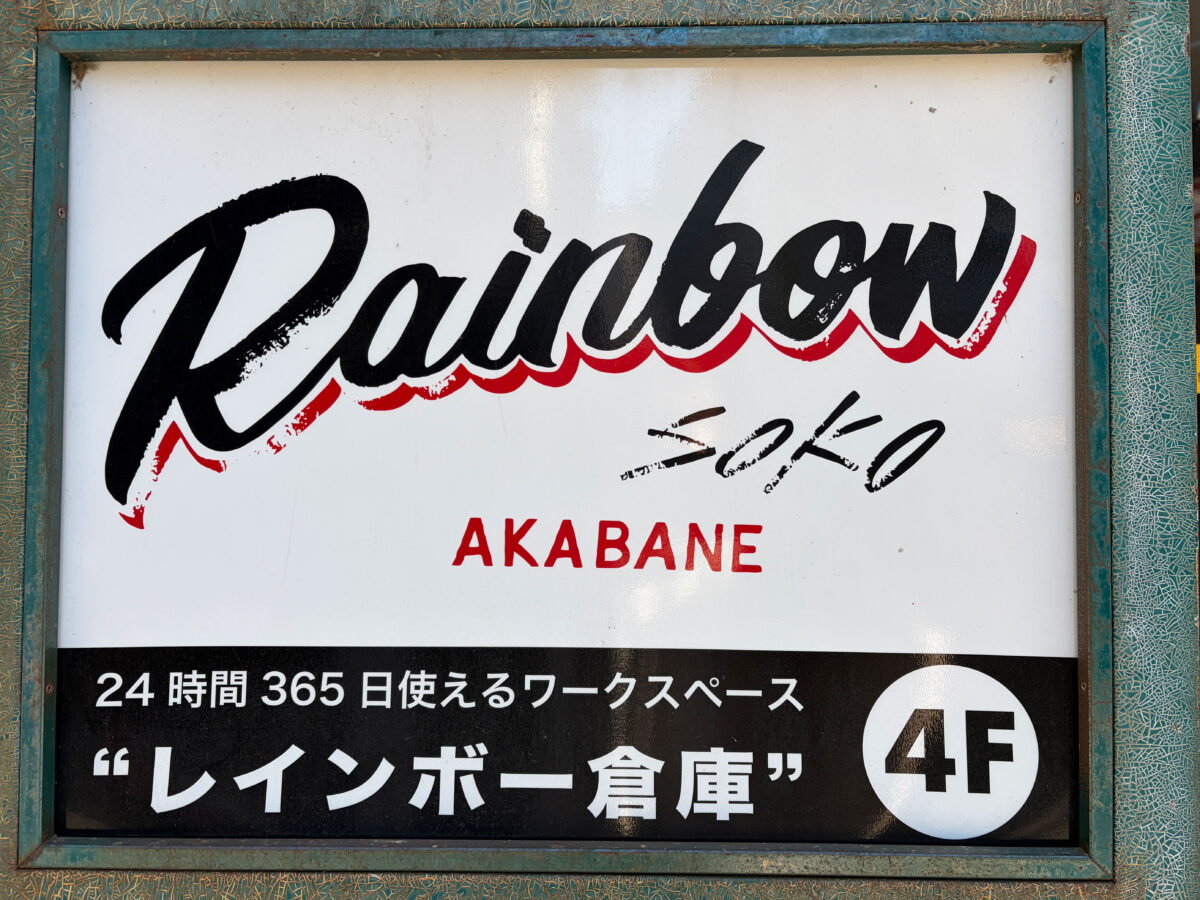 Rainbow
SOKO
AKABANE
24時間365日使えるワークスペース
“レインボー倉庫”
4F